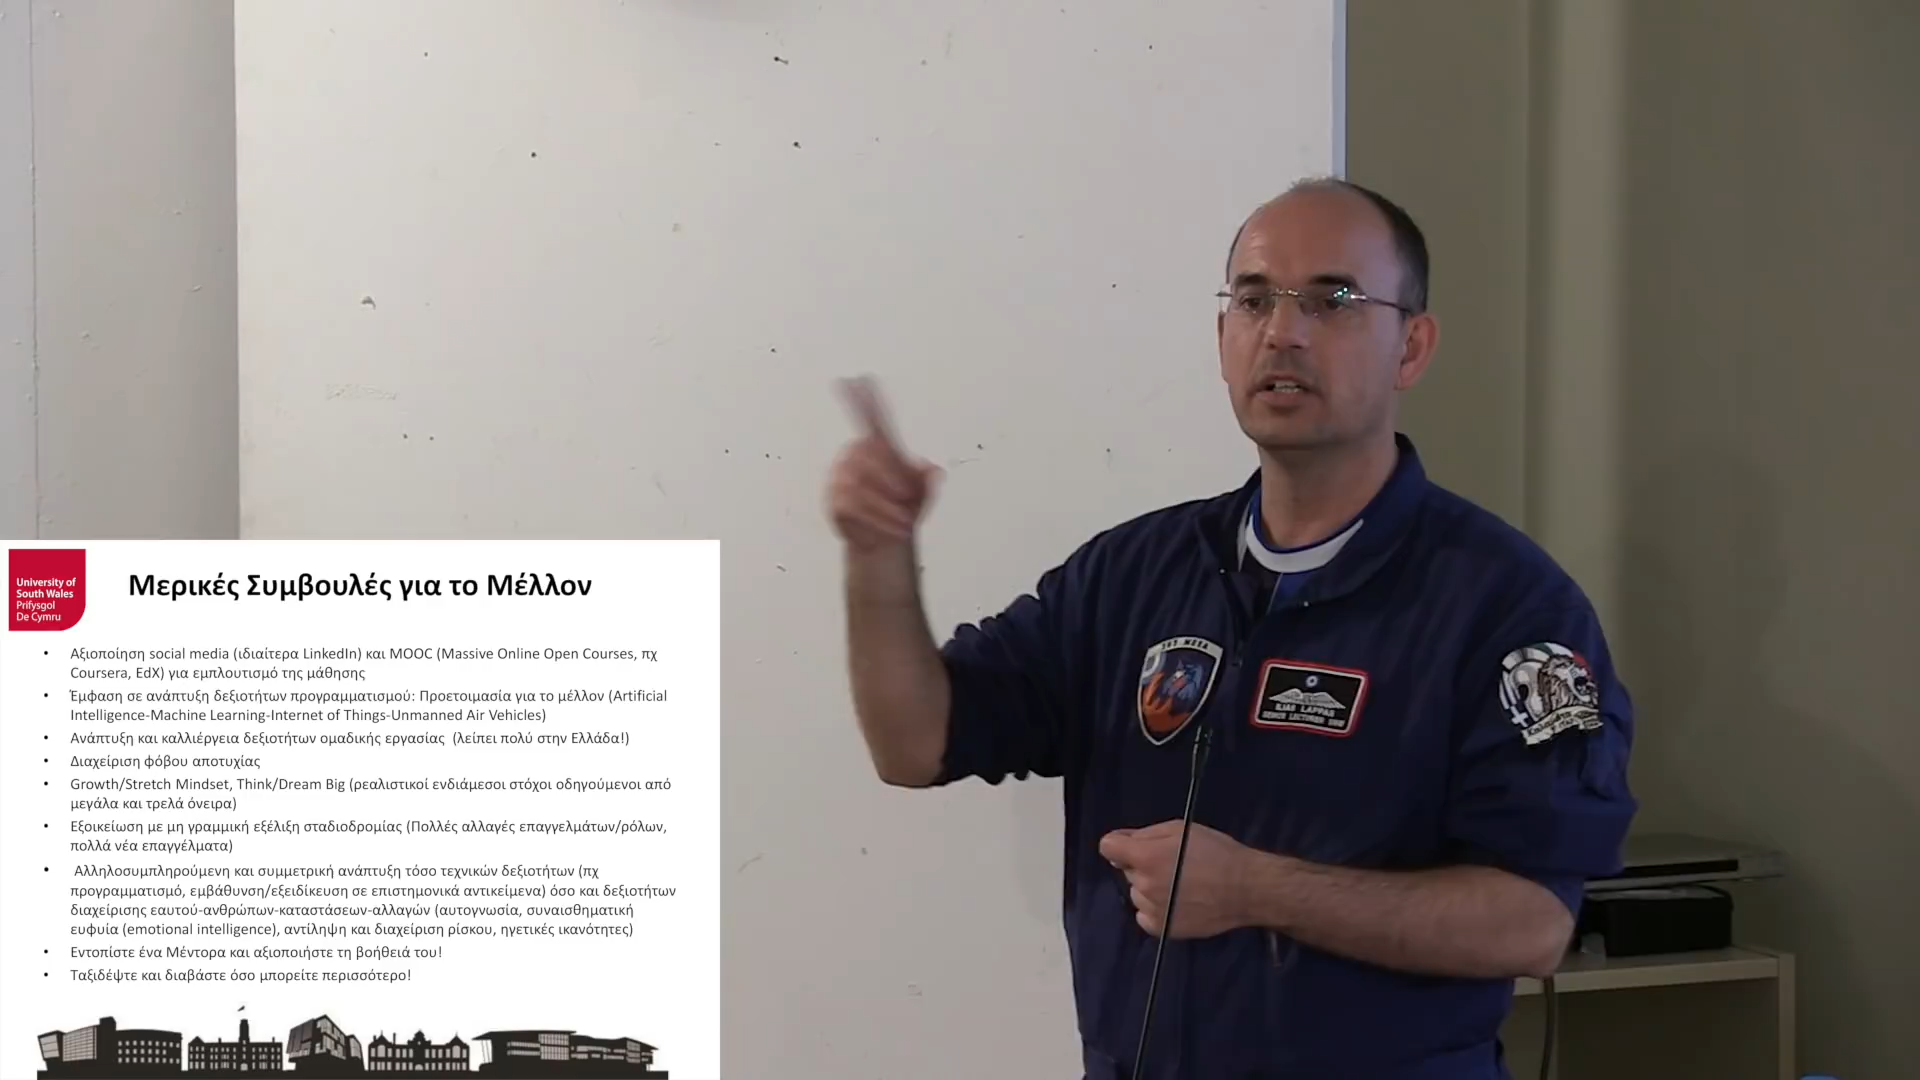 University of
South Wales
Prifysgol
De Cymru
Μερικές Συμβουλές για το Μέλλον
• Αξιοποίηση social media (ιδιαίτερα LinkedIn) και MOOC (Massive Online Open Courses, πχ
Coursera, EdX) για εμπλουτισμό της μάθησης
• Έμφαση σε ανάπτυξη δεξιοτήτων προγραμματισμού: Προετοιμασία για το μέλλον (Artificial
Intelligence-Machine Learning-Internet of Things-Unmanned Air Vehicles)
• Ανάπτυξη και καλλιέργεια δεξιοτήτων ομαδικής εργασίας (λείπει πολύ στην Ελλάδα!)
• Διαχείριση φόβου αποτυχίας
• Growth/Stretch Mindset, Think/Dream Big (ρεαλιστικοί ενδιάμεσοι στόχοι οδηγούμενοι από
μεγάλα και τρελά όνειρα)
• Εξοικείωση με μη γραμμική εξέλιξη σταδιοδρομίας (Πολλές αλλαγές επαγγελμάτων/ρόλων,
πολλά νέα επαγγέλματα)
• Αλληλοσυμπληρούμενη και συμμετρική ανάπτυξη τόσο τεχνικών δεξιοτήτων (πχ
προγραμματισμό, εμβάθυνση/εξειδίκευση σε επιστημονικά αντικείμενα) όσο και δεξιοτήτων
διαχείρισης εαυτού-ανθρώπων-καταστάσεων-αλλαγών (αυτογνωσία, συναισθηματική
ευφυία (emotional intelligence), αντίληψη και διαχείριση ρίσκου, ηγετικές ικανότητες)
• Εντοπίστε ένα Μέντορα και αξιοποιήστε τη βοήθειά του!
• Ταξιδέψτε και διαβάστε όσο μπορείτε περισσότερο!
ILIAS LAPPAS
SENIOR LECTURER USW